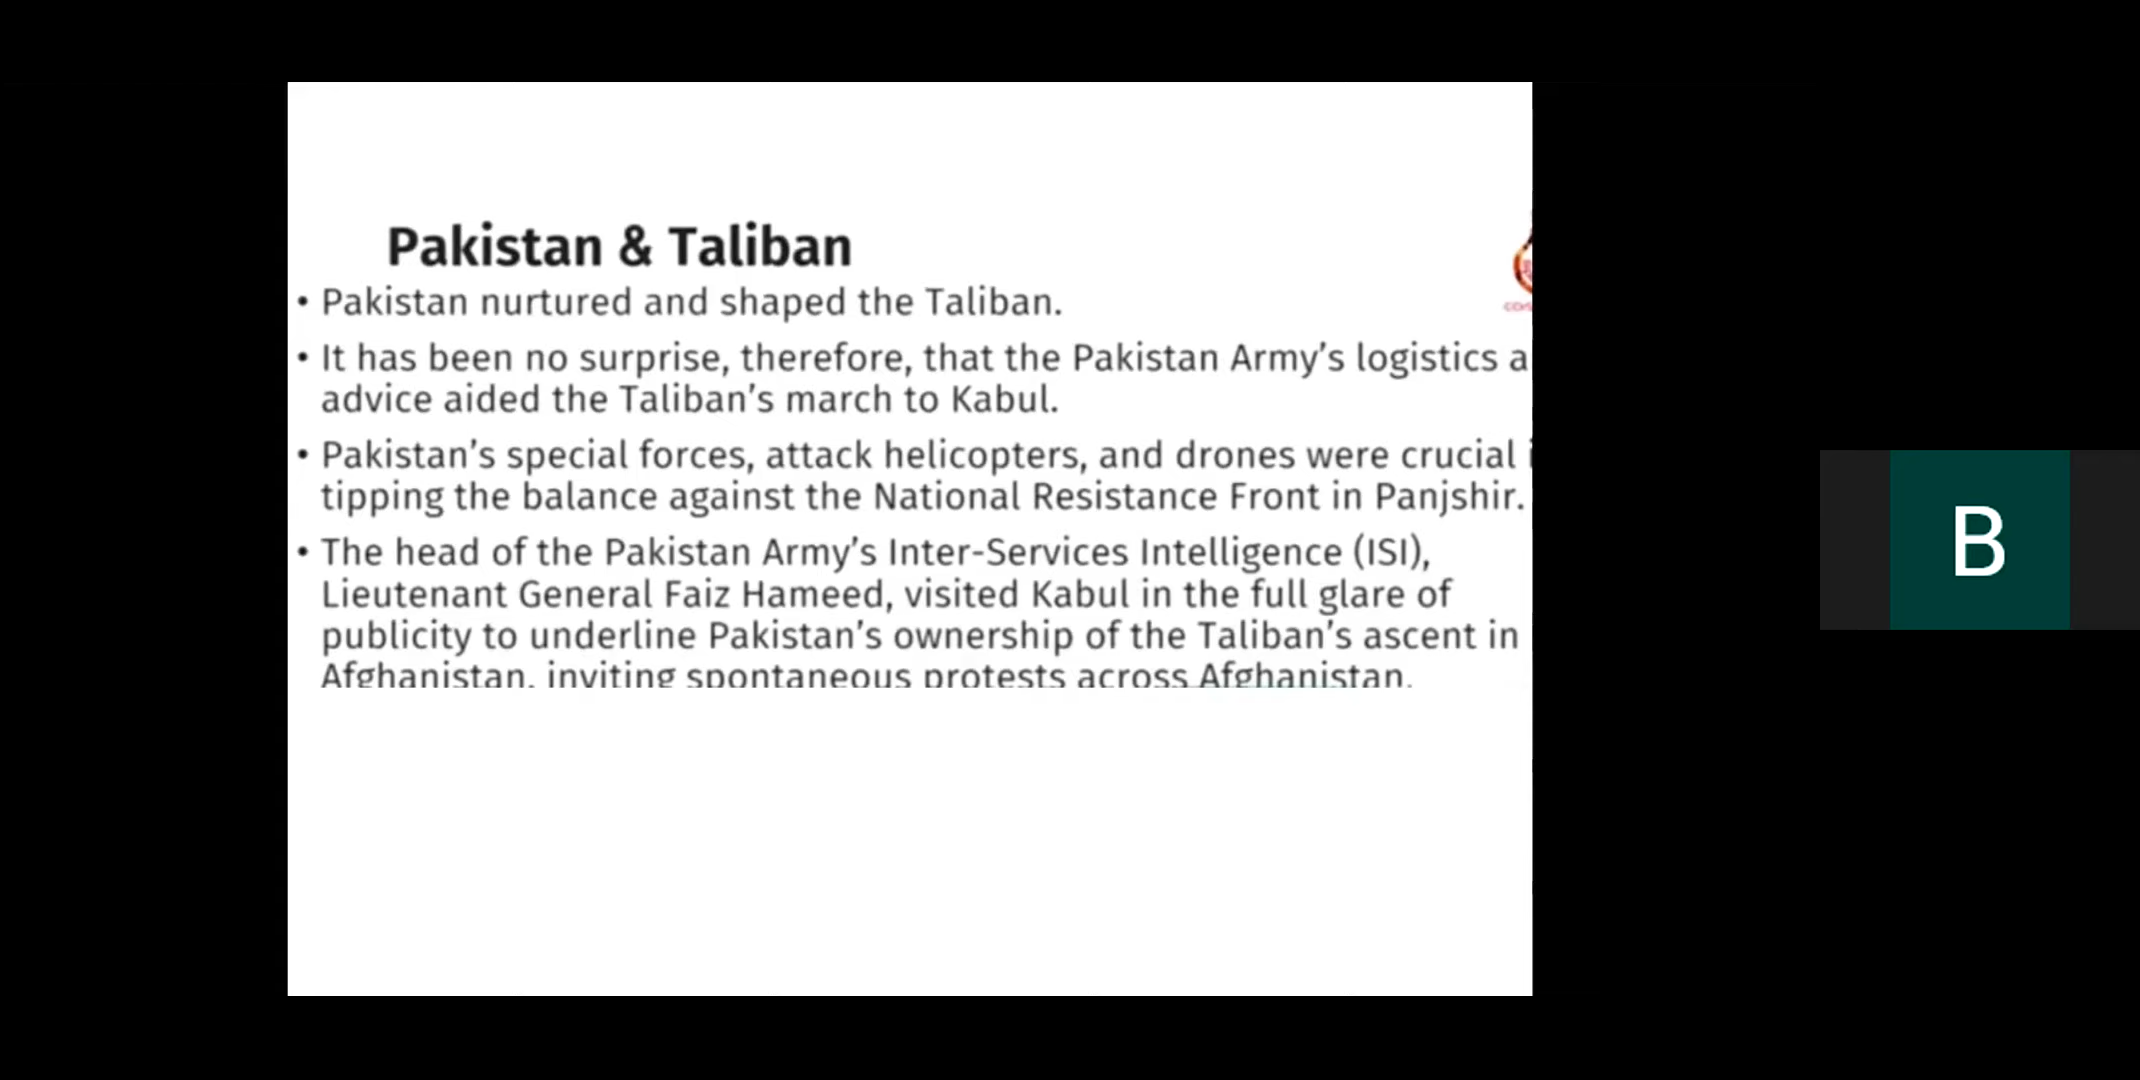 Pakistan & Taliban
• Pakistan nurtured and shaped the Taliban.
• It has been no surprise, therefore, that the Pakistan Army's logistics a
advice aided the Taliban's march to Kabul.
• Pakistan's special forces, attack helicopters, and drones were crucial i
tipping the balance against the National Resistance Front in Panjshir.
• The head of the Pakistan Army's Inter-Services Intelligence (ISI),
Lieutenant General Faiz Hameed, visited Kabul in the full glare of
publicity to underline Pakistan's ownership of the Taliban's ascent in
Afghanistan, inviting spontaneous protests across Afghanistan.
B